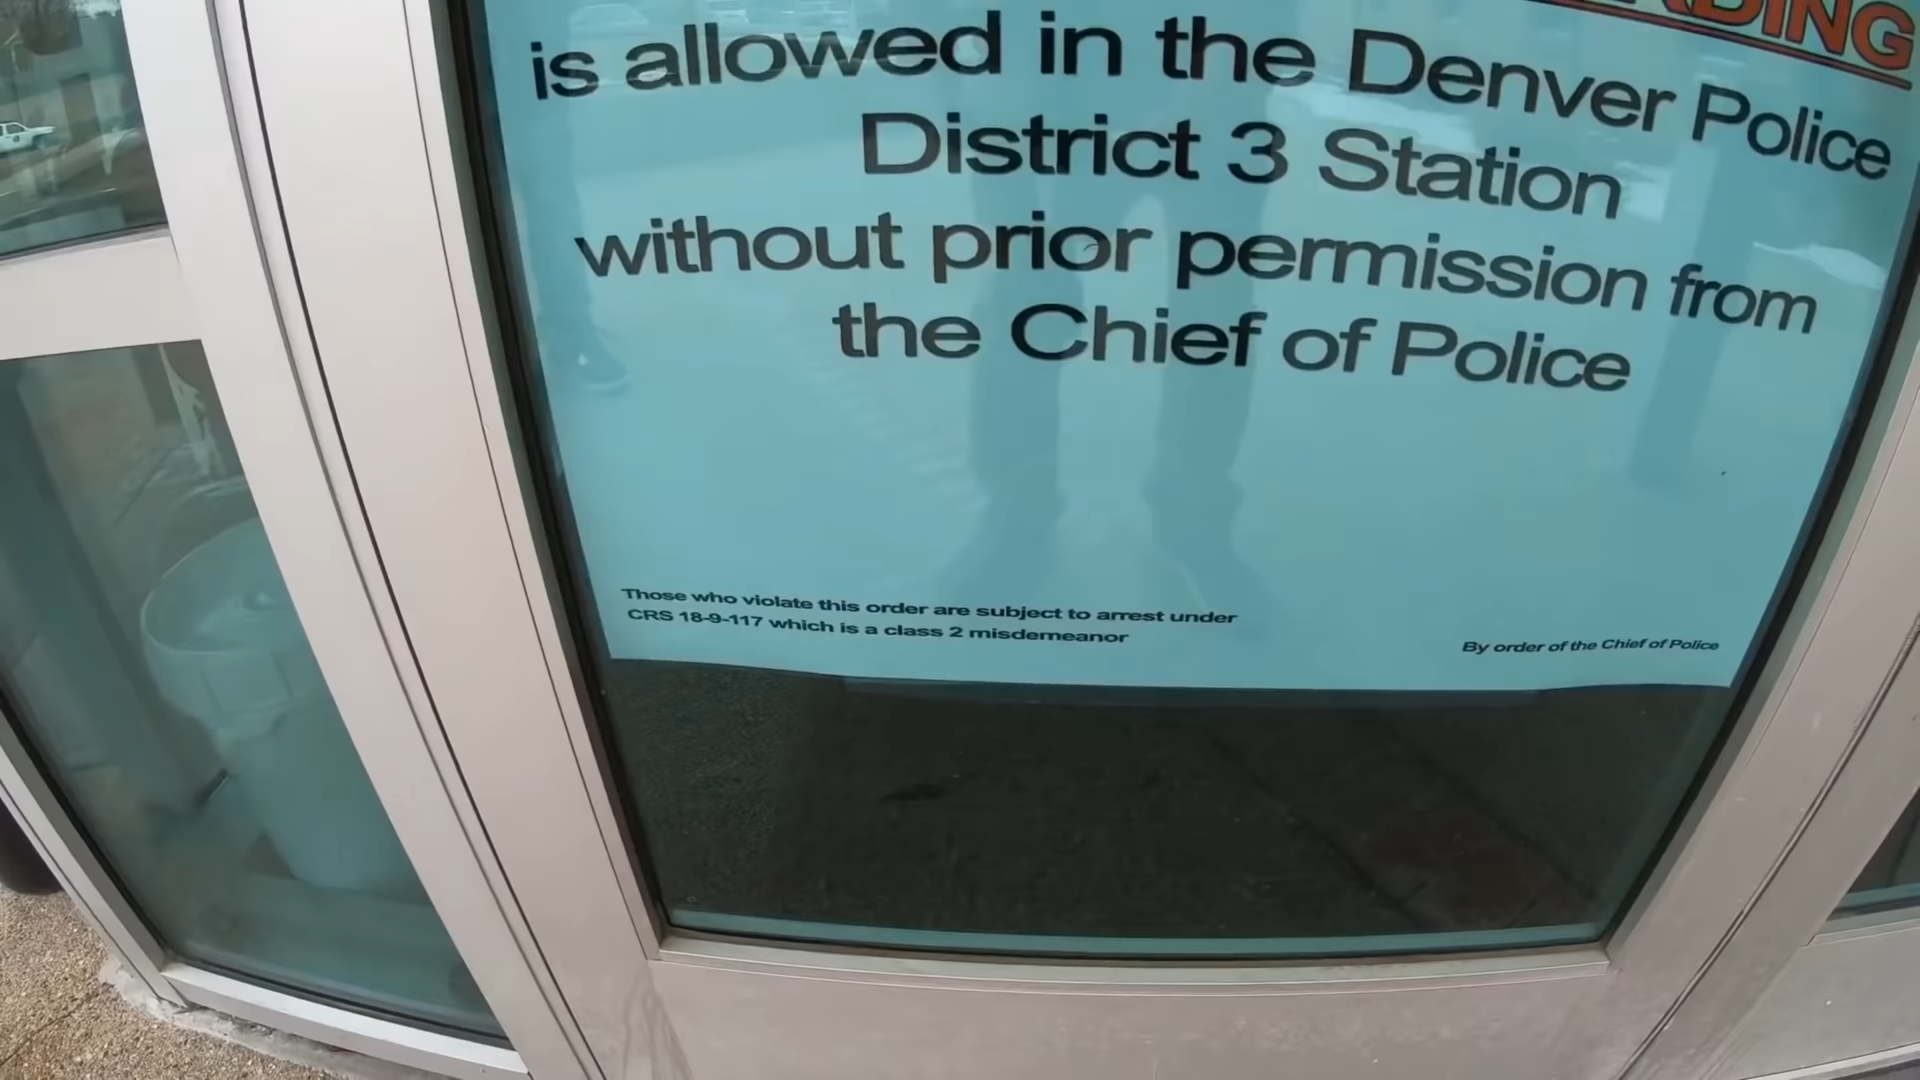 is allowed in the Denver Police
District 3 Station
without prior permission from
the Chief of Police
Those who violate this order are subject to arrest under
CRS 18-9-117 which is a class 2 misdemeanor
By order of the Chief of Police